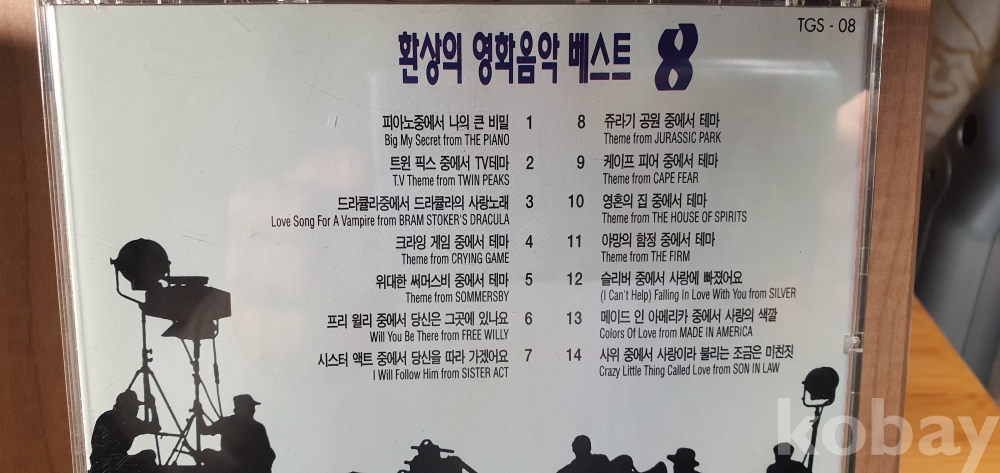 TGS - 08
환상의 영화음악 베스트 8
피아노중에서 나의 큰 비밀 1
Big My Secret from THE PIANO
트윈 픽스 중에서 TV테마 2
T.V Theme from TWIN PEAKS
드라큘라중에서 드라큘라의 사랑노래 3
Love Song For A Vampire from BRAM STOKER'S DRACULA
크라잉 게임 중에서 테마 4
Theme from CRYING GAME
위대한 써머스비 중에서 테마 5
Theme from SOMMERSBY
프리 윌리 중에서 당신은 그곳에 있나요 6
Will You Be There from FREE WILLY
시스터 액트 중에서 당신을 따라 가겠어요 7
I Will Follow Him from SISTER ACT
8 쥬라기 공원 중에서 테마
Theme from JURASSIC PARK
9 케이프 피어 중에서 테마
Theme from CAPE FEAR
10 영혼의 집 중에서 테마
Theme from THE HOUSE OF SPIRITS
11 야망의 함정 중에서 테마
Theme from THE FIRM
12 슬리버 중에서 사랑에 빠졌어요
(I Can't Help) Falling In Love With You from SILVER
13 메이드 인 아메리카 중에서 사랑의 색깔
Colors Of Love from MADE IN AMERICA
14 사위 중에서 사랑이라 불리는 조금은 미친짓
Crazy Little Thing Called Love from SON IN LAW
kobay